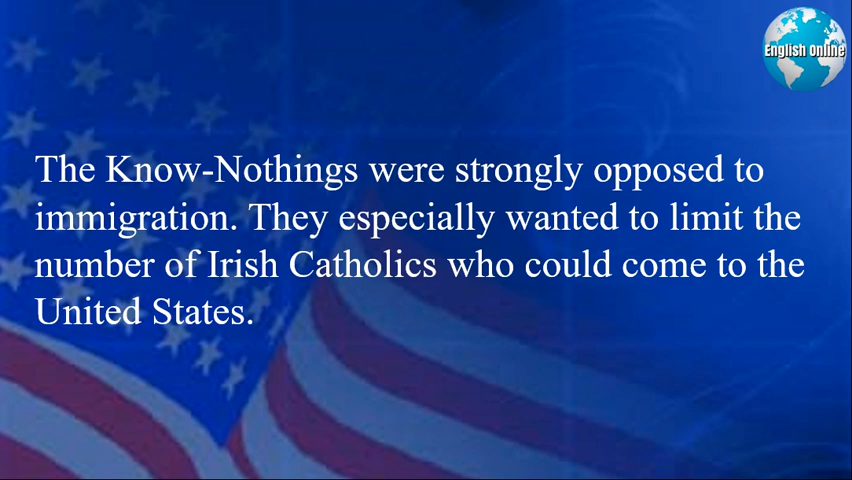 English Online
The Know-Nothings were strongly opposed to
immigration. They especially wanted to limit the
number of Irish Catholics who could come to the
United States.